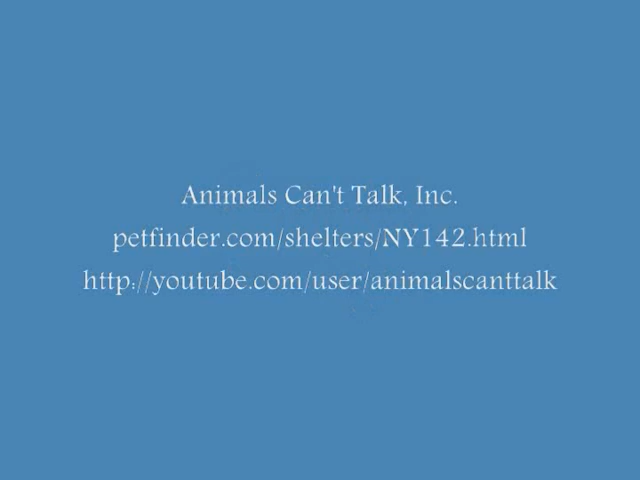 Animals Can't Talk, Inc.
petfinder.com/shelters/NY142.html
http://youtube.com/user/animalscanttalk